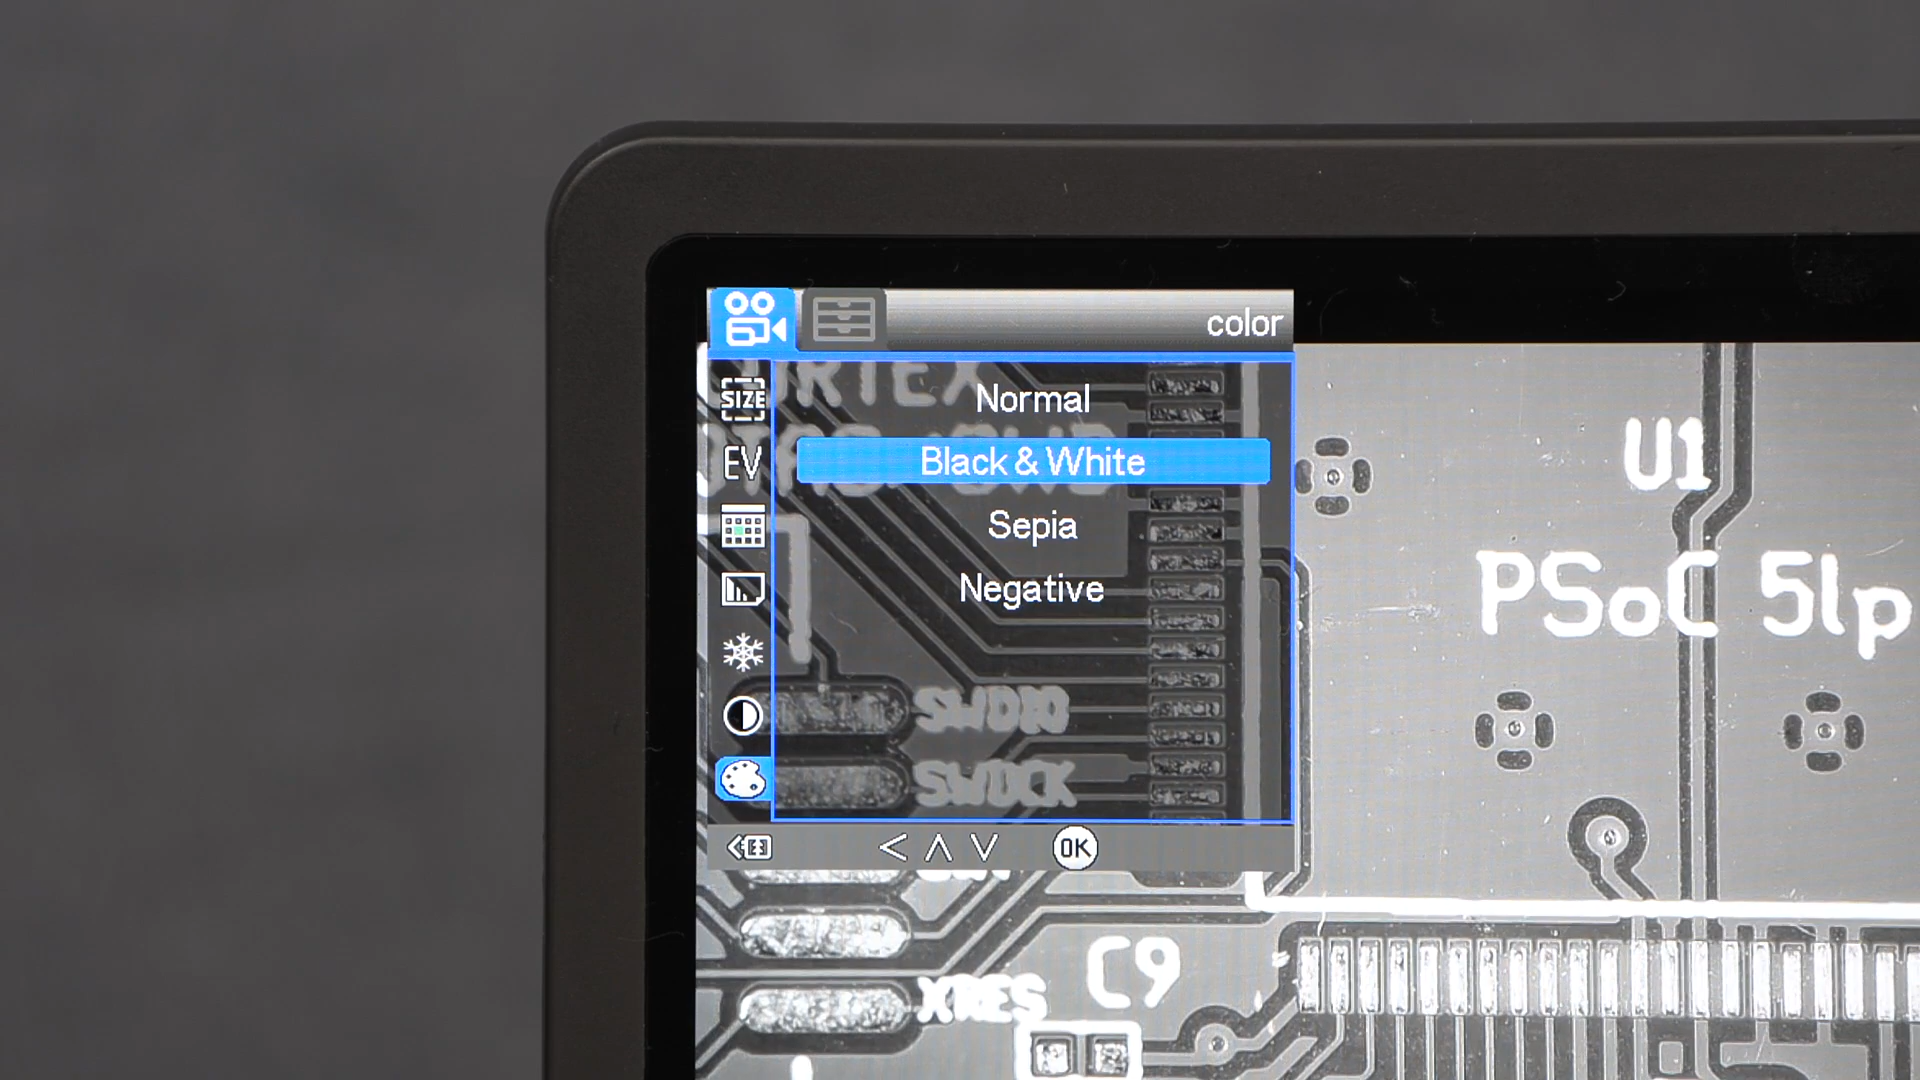 color
SIZE
Normal
EV
Black & White
Sepia
Negative
SWDIO
SWDCK
OK
U1
PSoC 5lp
C9
XRES